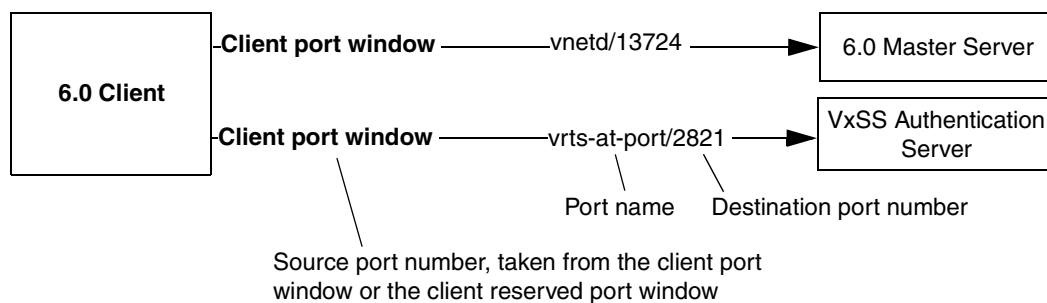 Client port window
vnetd/13724
6.0 Master Server
6.0 Client
Client port window
vrts-at-port/2821
VxSS Authentication
Server
Port name
Destination port number
Source port number, taken from the client port
window or the client reserved port window